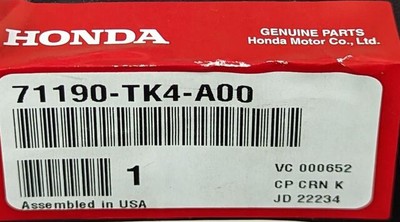 HONDA
GENUINE PARTS
Honda Motor Co., Ltd.
71190-TK4-A00
1
VC 000652
CP CRN K
Assembled in USA
JD 22234